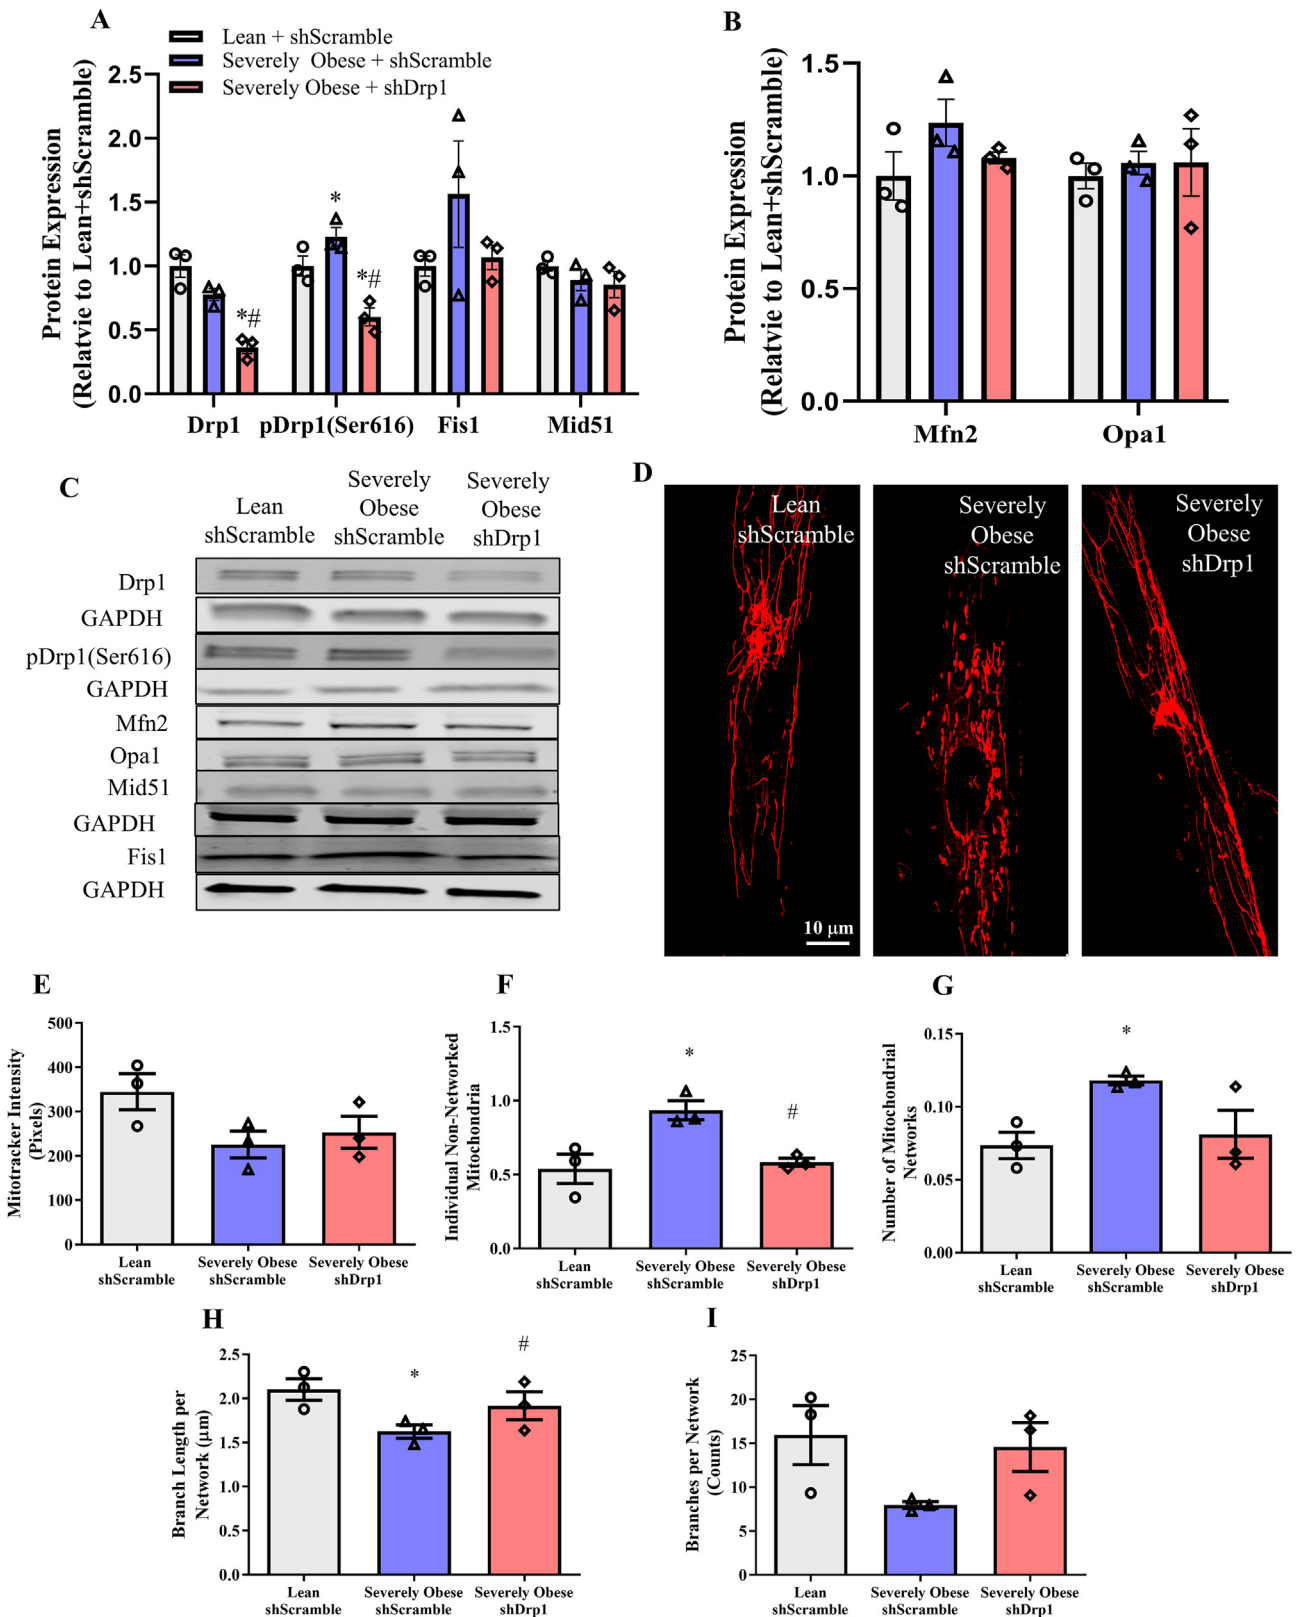 A
Lean + shScramble
Severely Obese + shScramble
Severely Obese + shDrp1
Protein Expression
(Relatvie to Lean+shScramble)
2.5
2.0
1.5
1.0
0.5
0.0
*#
*
*#
Drp1
pDrp1(Ser616)
Fis1
Mid51
B
Protein Expression
(Relatvie to Lean+shScramble)
1.5
1.0
0.5
0.0
Mfn2
Opa1
C
Lean
shScramble
Severely
Obese
shScramble
Severely
Obese
shDrp1
Drp1
GAPDH
pDrp1(Ser616)
GAPDH
Mfn2
Opa1
Mid51
GAPDH
Fis1
GAPDH
D
Lean
shScramble
10 μm
Severely
Obese
shScramble
Severely
Obese
shDrp1
E
Mitotracker Intensity
(Pixels)
500
400
300
200
100
0
Lean
shScramble
Severely Obese
shScramble
Severely Obese
shDrp1
F
Individual Non-Networked
Mitochondria
1.5
1.0
0.5
0.0
*
#
Lean
shScramble
Severely Obese
shScramble
Severely Obese
shDrp1
G
Number of Mitochondrial
Networks
0.15
0.10
0.05
0.00
*
Lean
shScramble
Severely Obese
shScramble
Severely Obese
shDrp1
H
Branch Length per
Network (μm)
2.5
2.0
1.5
1.0
0.5
0.0
*
#
Lean
shScramble
Severely Obese
shScramble
Severely Obese
shDrp1
I
Branches per Network
(Counts)
25
20
15
10
5
0
Lean
shScramble
Severely Obese
shScramble
Severely Obese
shDrp1